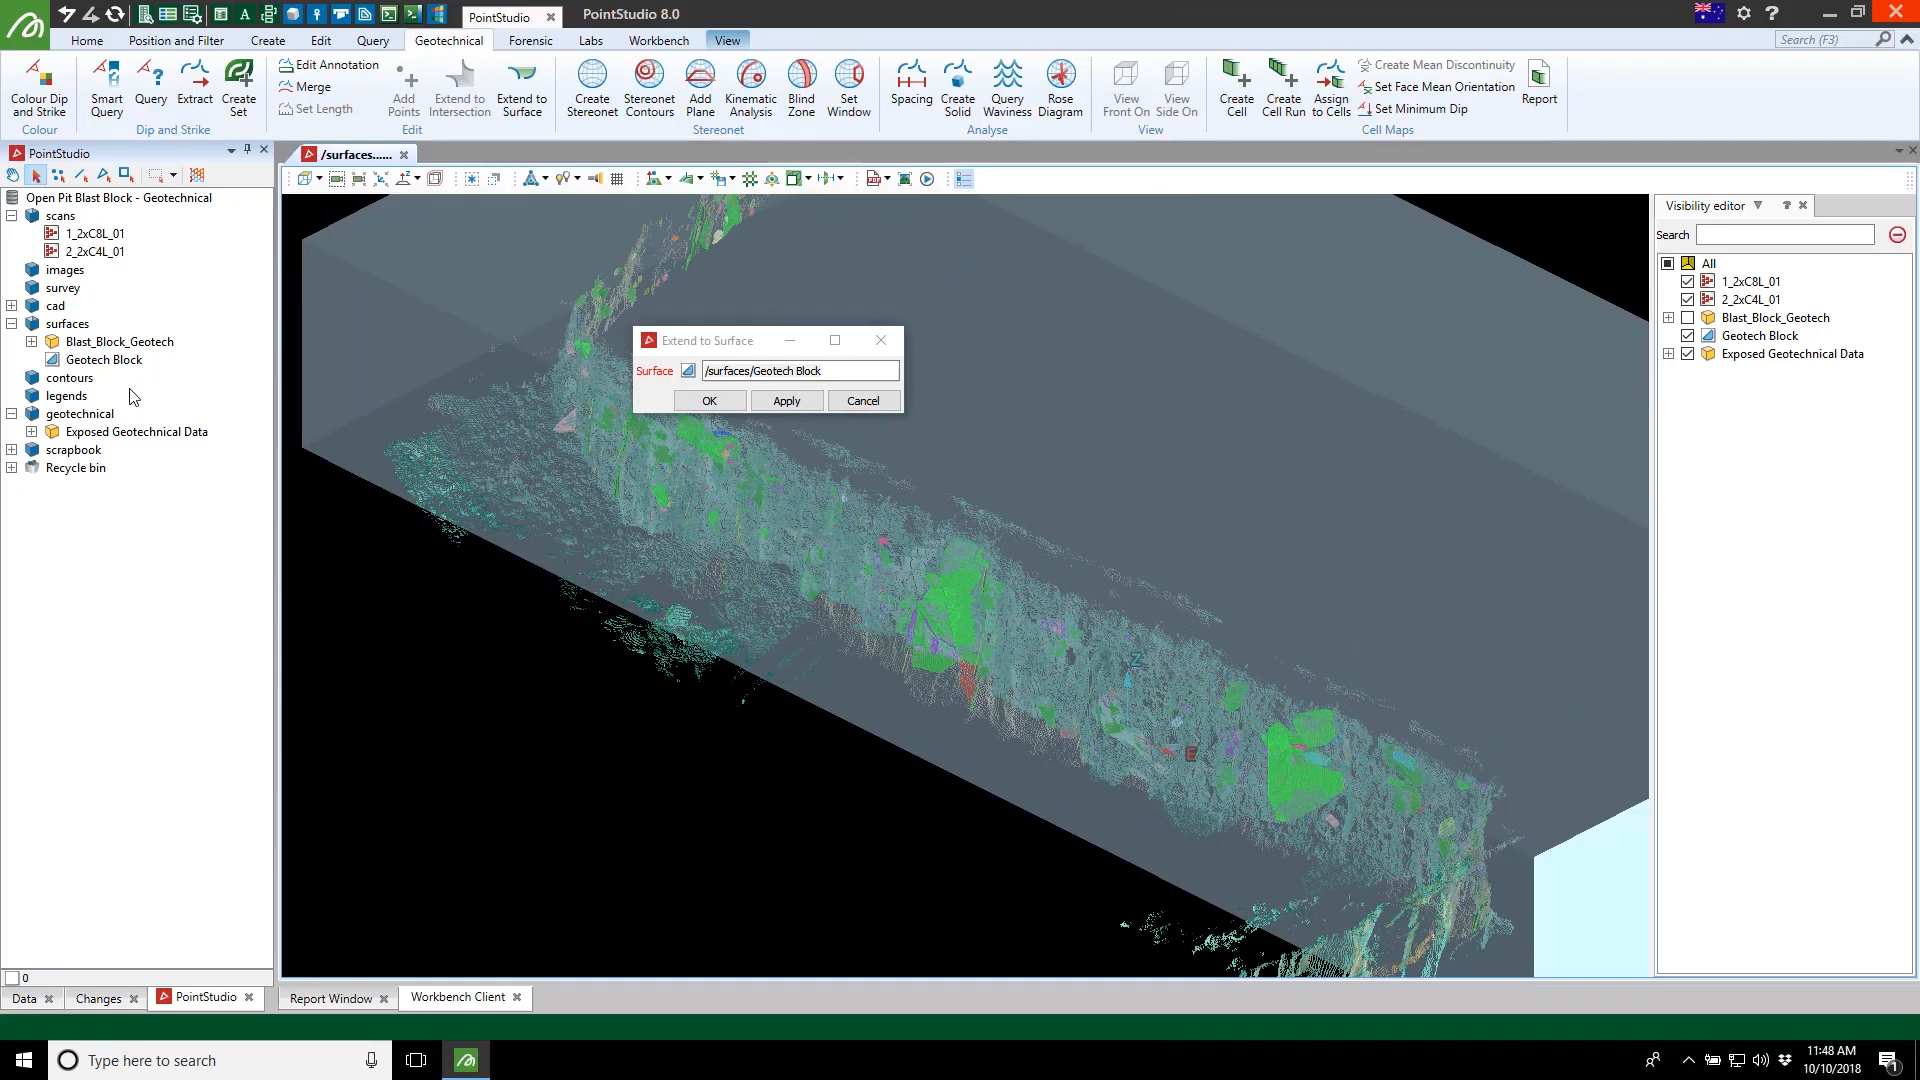 PointStudio
PointStudio 8.0
Home
Position and Filter
Create
Edit
Query
Geotechnical
Forensic
Labs
Workbench
View
Search (F3)
Colour Dip and Strike
Smart Query
Query
Extract
Create Set
Edit Annotation
Merge
Set Length
Add Points
Extend to Intersection
Extend to Surface
Create Stereonet
Stereonet Contours
Add Plane
Kinematic Analysis
Blind Zone
Set Window
Spacing
Create Solid
Query Waviness
Rose Diagram
View Front On
View Side On
Create Cell
Create Cell Run
Assign to Cells
Create Mean Discontinuity
Set Face Mean Orientation
Set Minimum Dip
Report
Colour
Dip and Strike
Edit
Stereonet
Analyse
View
Cell Maps
PointStudio
/surfaces......
Open Pit Blast Block - Geotechnical
scans
1_2xC8L_01
2_2xC4L_01
images
survey
cad
surfaces
Blast_Block_Geotech
Geotech Block
contours
legends
geotechnical
Exposed Geotechnical Data
scrapbook
Recycle bin
0
Extend to Surface
Surface
/surfaces/Geotech Block
OK
Apply
Cancel
Z
E
Visibility editor
Search
All
1_2xC8L_01
2_2xC4L_01
Blast_Block_Geotech
Geotech Block
Exposed Geotechnical Data
Data
Changes
PointStudio
Report Window
Workbench Client
Type here to search
11:48 AM
10/10/2018
1